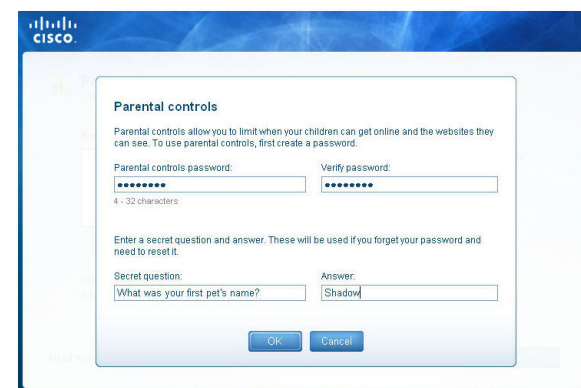 CISCO.
Parental controls
Parental controls allow you to limit when your children can get online and the websites they
can see. To use parental controls, first create a password.
Parental controls password: Verify password:
4 - 32 characters
Enter a secret question and answer. These will be used if you forget your password and
need to reset it.
Secret question: Answer:
What was your first pet's name? Shadow
OK Cancel